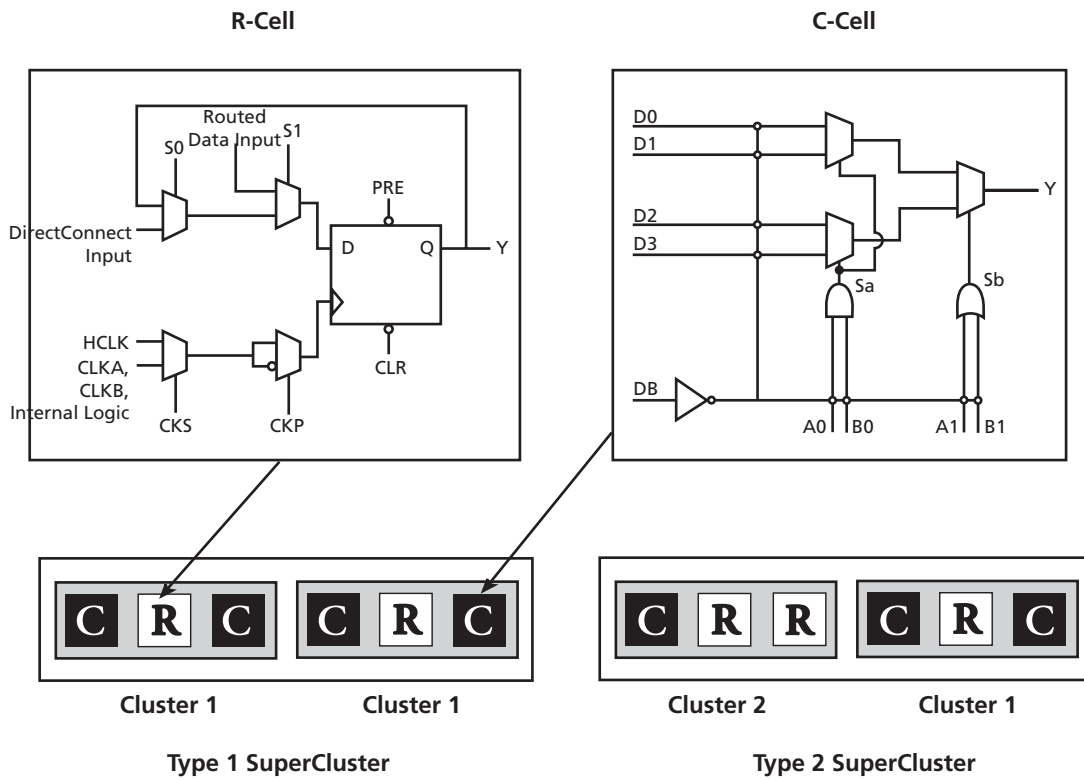 R-Cell
C-Cell
Routed
Data Input
S1
S0
PRE
DirectConnect
Input
D
Q
Y
HCLK
CLKA,
CLKB,
Internal Logic
CKS
CKP
CLR
D0
D1
D2
D3
Sa
Sb
Y
DB
A0
B0
A1
B1
C R C
C R C
C R R
C R C
Cluster 1
Cluster 1
Cluster 2
Cluster 1
Type 1 SuperCluster
Type 2 SuperCluster